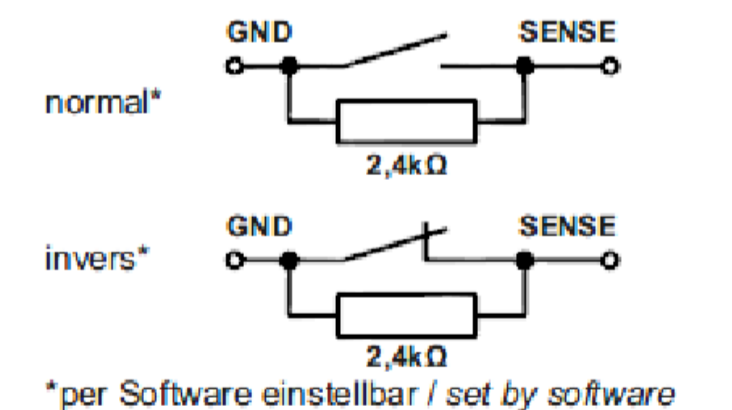 GND SENSE
normal*
2,4kΩ
GND SENSE
invers*
2,4kΩ
*per Software einstellbar / set by software